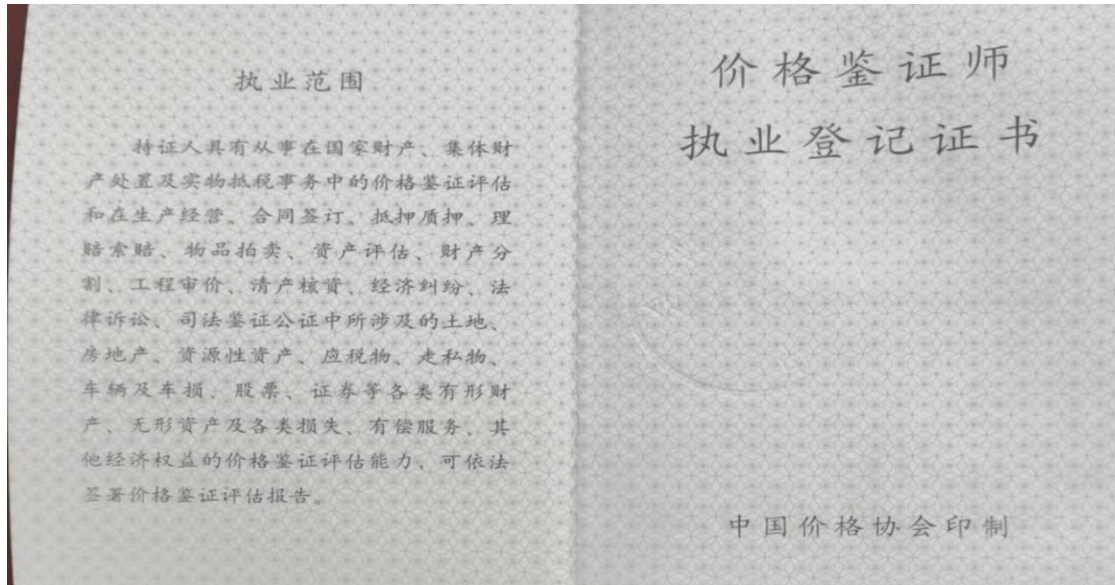 执业范围
持证人具有从事在国家财产、集体财
产处置及实物抵税事务中的价格鉴证评估
和在生产经营、合同签订、抵押质押、理
赔索赔、物品拍卖、资产评估、财产分
割、工程审价、清产核资、经济纠纷、法
律诉讼、司法鉴证公证中所涉及的土地、
房地产、资源性资产、应税物、走私物、
车辆及车损、股票、证券等各类有形财
产、无形资产及各类损失、有偿服务、其
他经济权益的价格鉴证评估能力、可依法
签署价格鉴证评估报告。
价格鉴证师
执业登记证书
中国价格协会印制